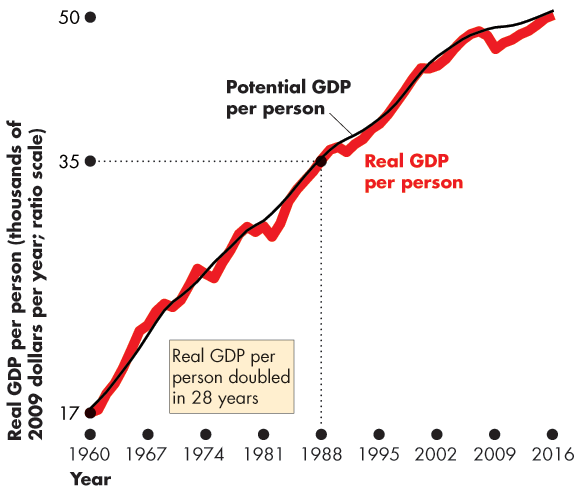 50
Potential GDP
per person
35
Real GDP
per person
Real GDP per person (thousands of
2009 dollars per year; ratio scale)
Real GDP per
person doubled
in 28 years
17
1960 1967 1974 1981 1988 1995 2002 2009 2016
Year